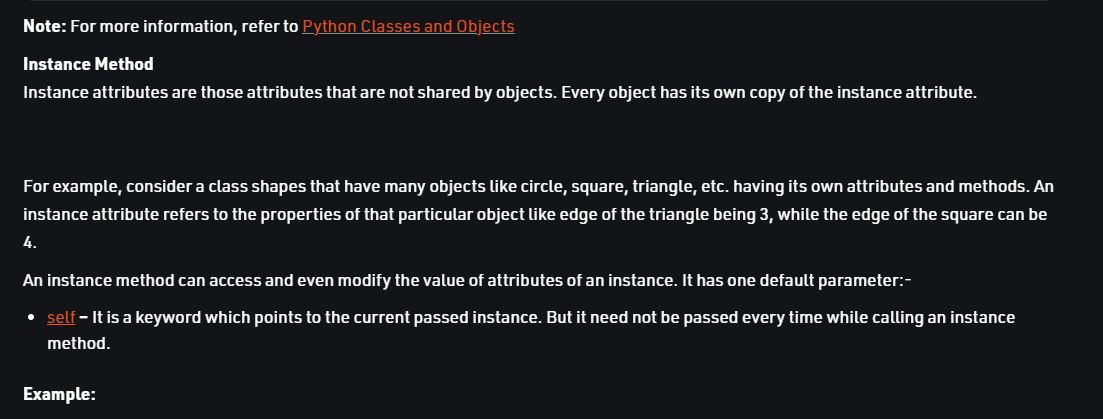 Note: For more information, refer to Python Classes and Objects
Instance Method
Instance attributes are those attributes that are not shared by objects. Every object has its own copy of the instance attribute.
For example, consider a class shapes that have many objects like circle, square, triangle, etc. having its own attributes and methods. An
instance attribute refers to the properties of that particular object like edge of the triangle being 3, while the edge of the square can be
4.
An instance method can access and even modify the value of attributes of an instance. It has one default parameter:-
• self – It is a keyword which points to the current passed instance. But it need not be passed every time while calling an instance
method.
Example: